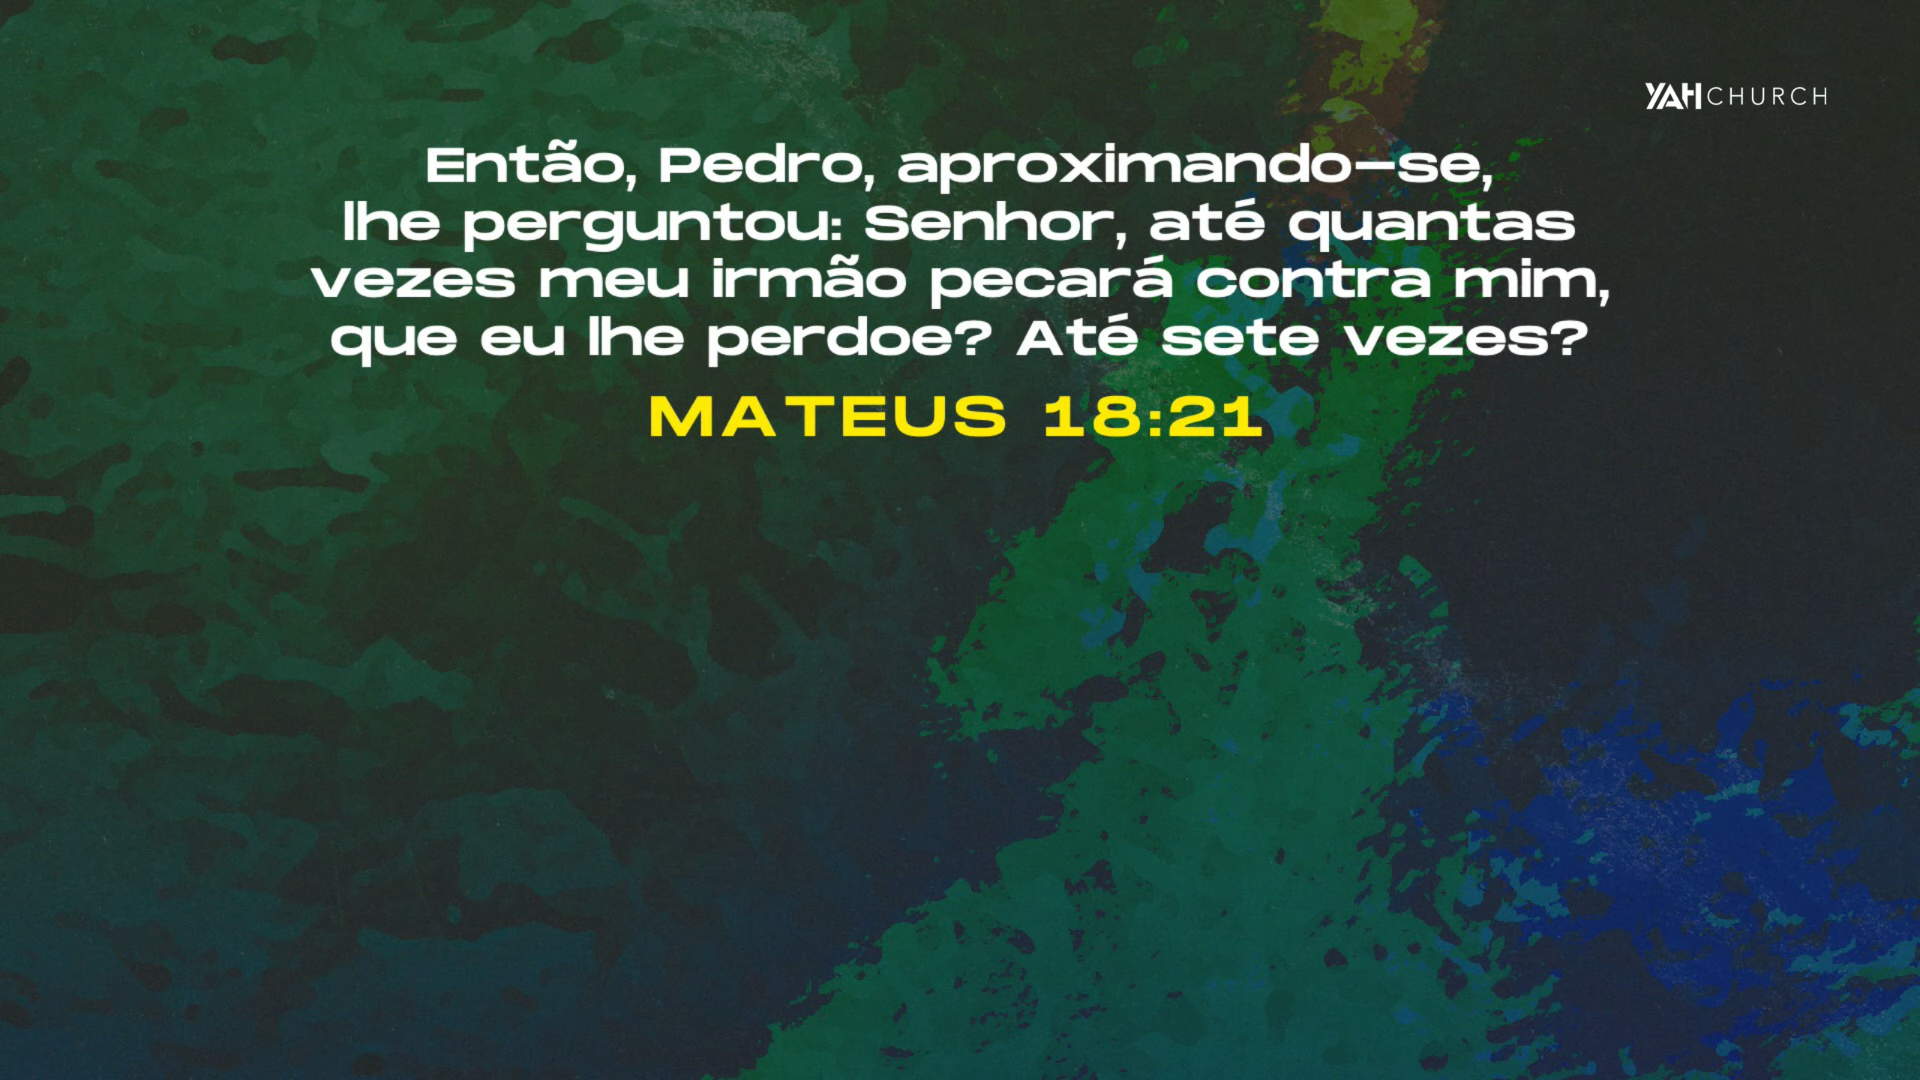 YAH CHURCH
Então, Pedro, aproximando-se,
lhe perguntou: Senhor, até quantas
vezes meu irmão pecará contra mim,
que eu lhe perdoe? Até sete vezes?
MATEUS 18:21